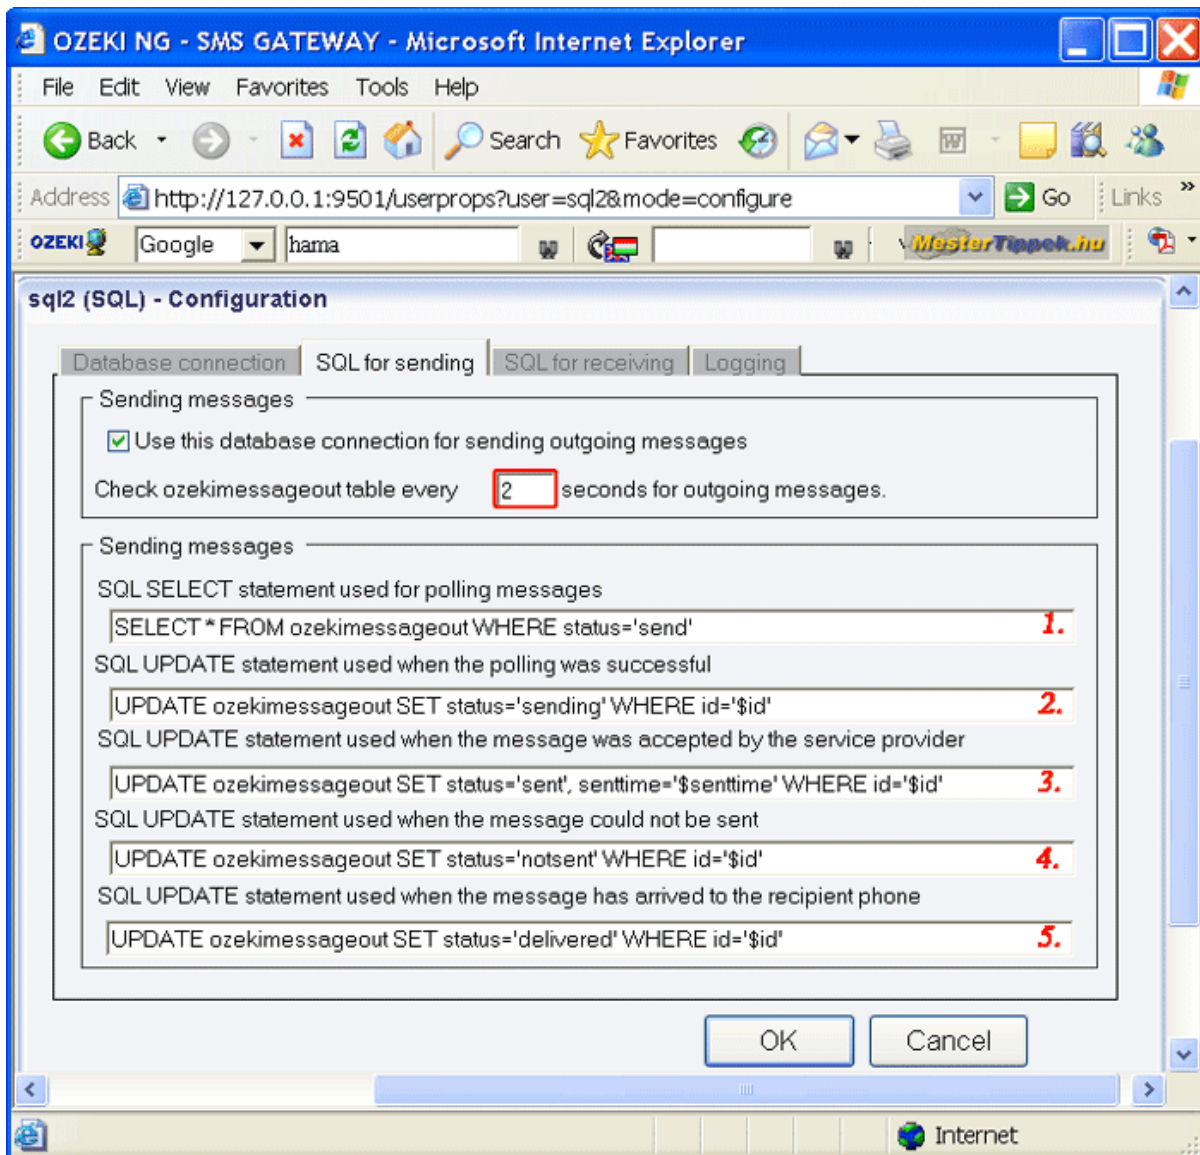 OZEKI NG - SMS GATEWAY - Microsoft Internet Explorer
File Edit View Favorites Tools Help
Back Search Favorites W
Address http://127.0.0.1:9501/userprops?user=sql2&mode=configure Go Links »
OZEKI Google hama MesterTippek.hu
sql2 (SQL) - Configuration
Database connection SQL for sending SQL for receiving Logging
Sending messages
Use this database connection for sending outgoing messages
Check ozekimessageout table every 2 seconds for outgoing messages.
Sending messages
SQL SELECT statement used for polling messages
SELECT * FROM ozekimessageout WHERE status='send' 1.
SQL UPDATE statement used when the polling was successful
UPDATE ozekimessageout SET status='sending' WHERE id='$id' 2.
SQL UPDATE statement used when the message was accepted by the service provider
UPDATE ozekimessageout SET status='sent', senttime='$senttime' WHERE id='$id' 3.
SQL UPDATE statement used when the message could not be sent
UPDATE ozekimessageout SET status='notsent' WHERE id='$id' 4.
SQL UPDATE statement used when the message has arrived to the recipient phone
UPDATE ozekimessageout SET status='delivered' WHERE id='$id' 5.
OK Cancel
Internet